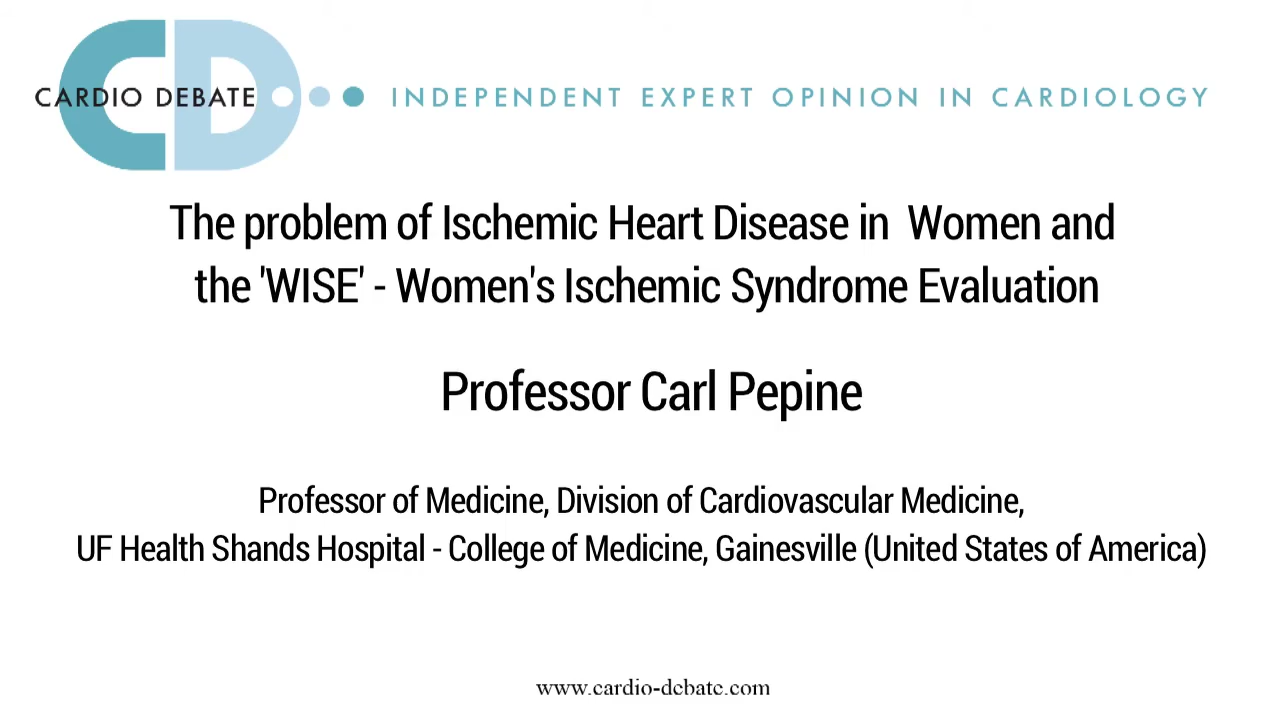 CARDIO DEBATE
INDEPENDENT EXPERT OPINION IN CARDIOLOGY
The problem of Ischemic Heart Disease in Women and
the 'WISE' - Women's Ischemic Syndrome Evaluation
Professor Carl Pepine
Professor of Medicine, Division of Cardiovascular Medicine,
UF Health Shands Hospital - College of Medicine, Gainesville (United States of America)
www.cardio-debate.com